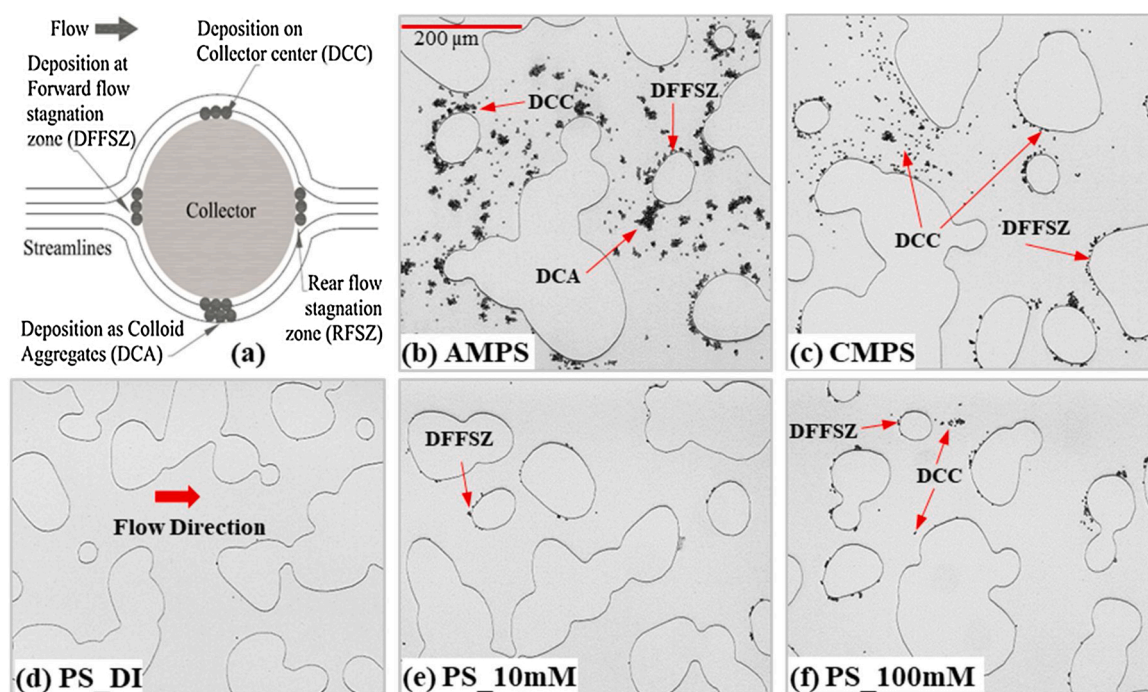 Flow
Deposition on
Collector center (DCC)
Deposition at
Forward flow
stagnation
zone (DFFSZ)
Collector
Streamlines
Rear flow
stagnation
zone (RFSZ)
Deposition as Colloid
Aggregates (DCA)
(a)
200 µm
DCC
DFFSZ
DCA
(b) AMPS
DCC
DFFSZ
(c) CMPS
Flow Direction
(d) PS_DI
DFFSZ
(e) PS_10mM
DFFSZ
DCC
(f) PS_100mM